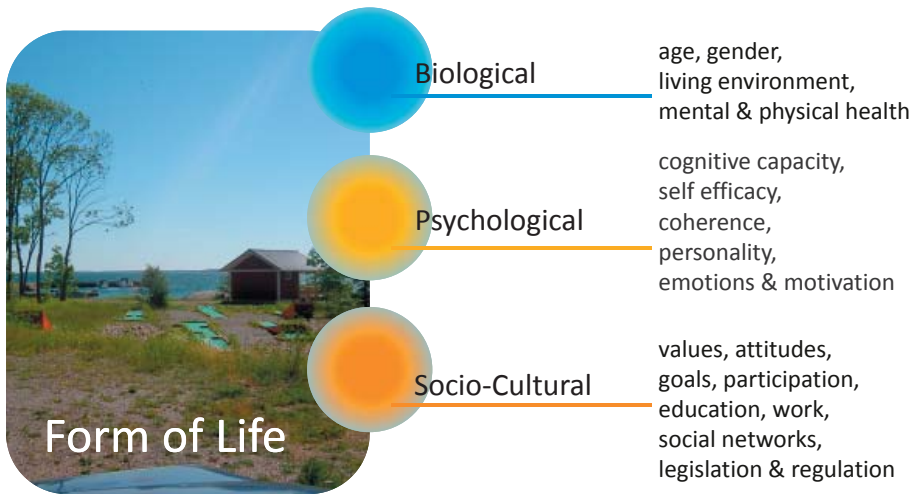 Biological
age, gender,
living environment,
mental & physical health
Psychological
cognitive capacity,
self efficacy,
coherence,
personality,
emotions & motivation
Socio-Cultural
values, attitudes,
goals, participation,
education, work,
social networks,
legislation & regulation
Form of Life